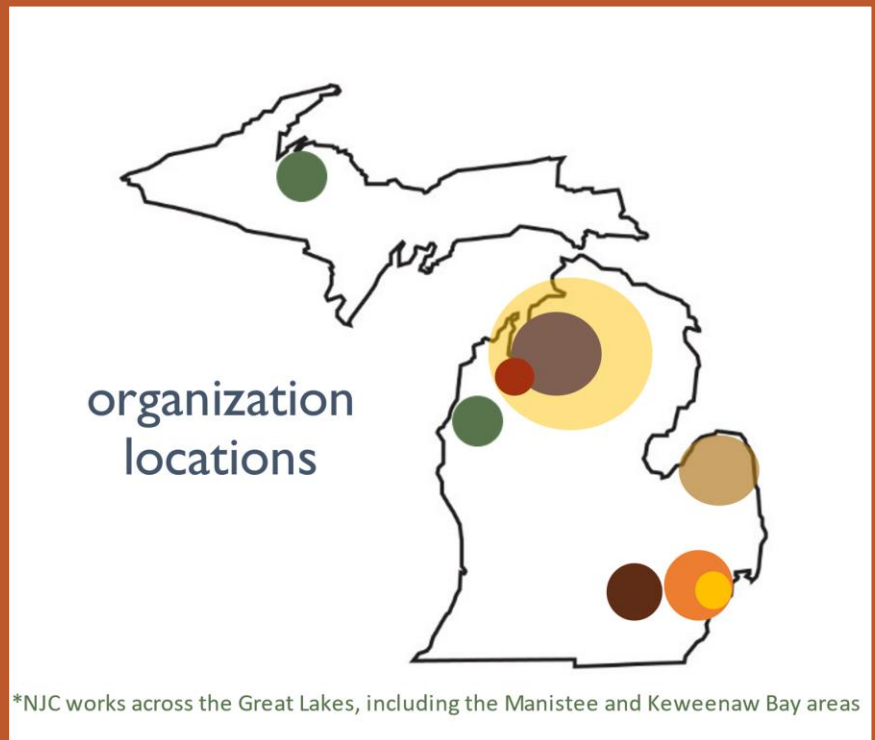 organization
locations
*NJC works across the Great Lakes, including the Manistee and Keweenaw Bay areas